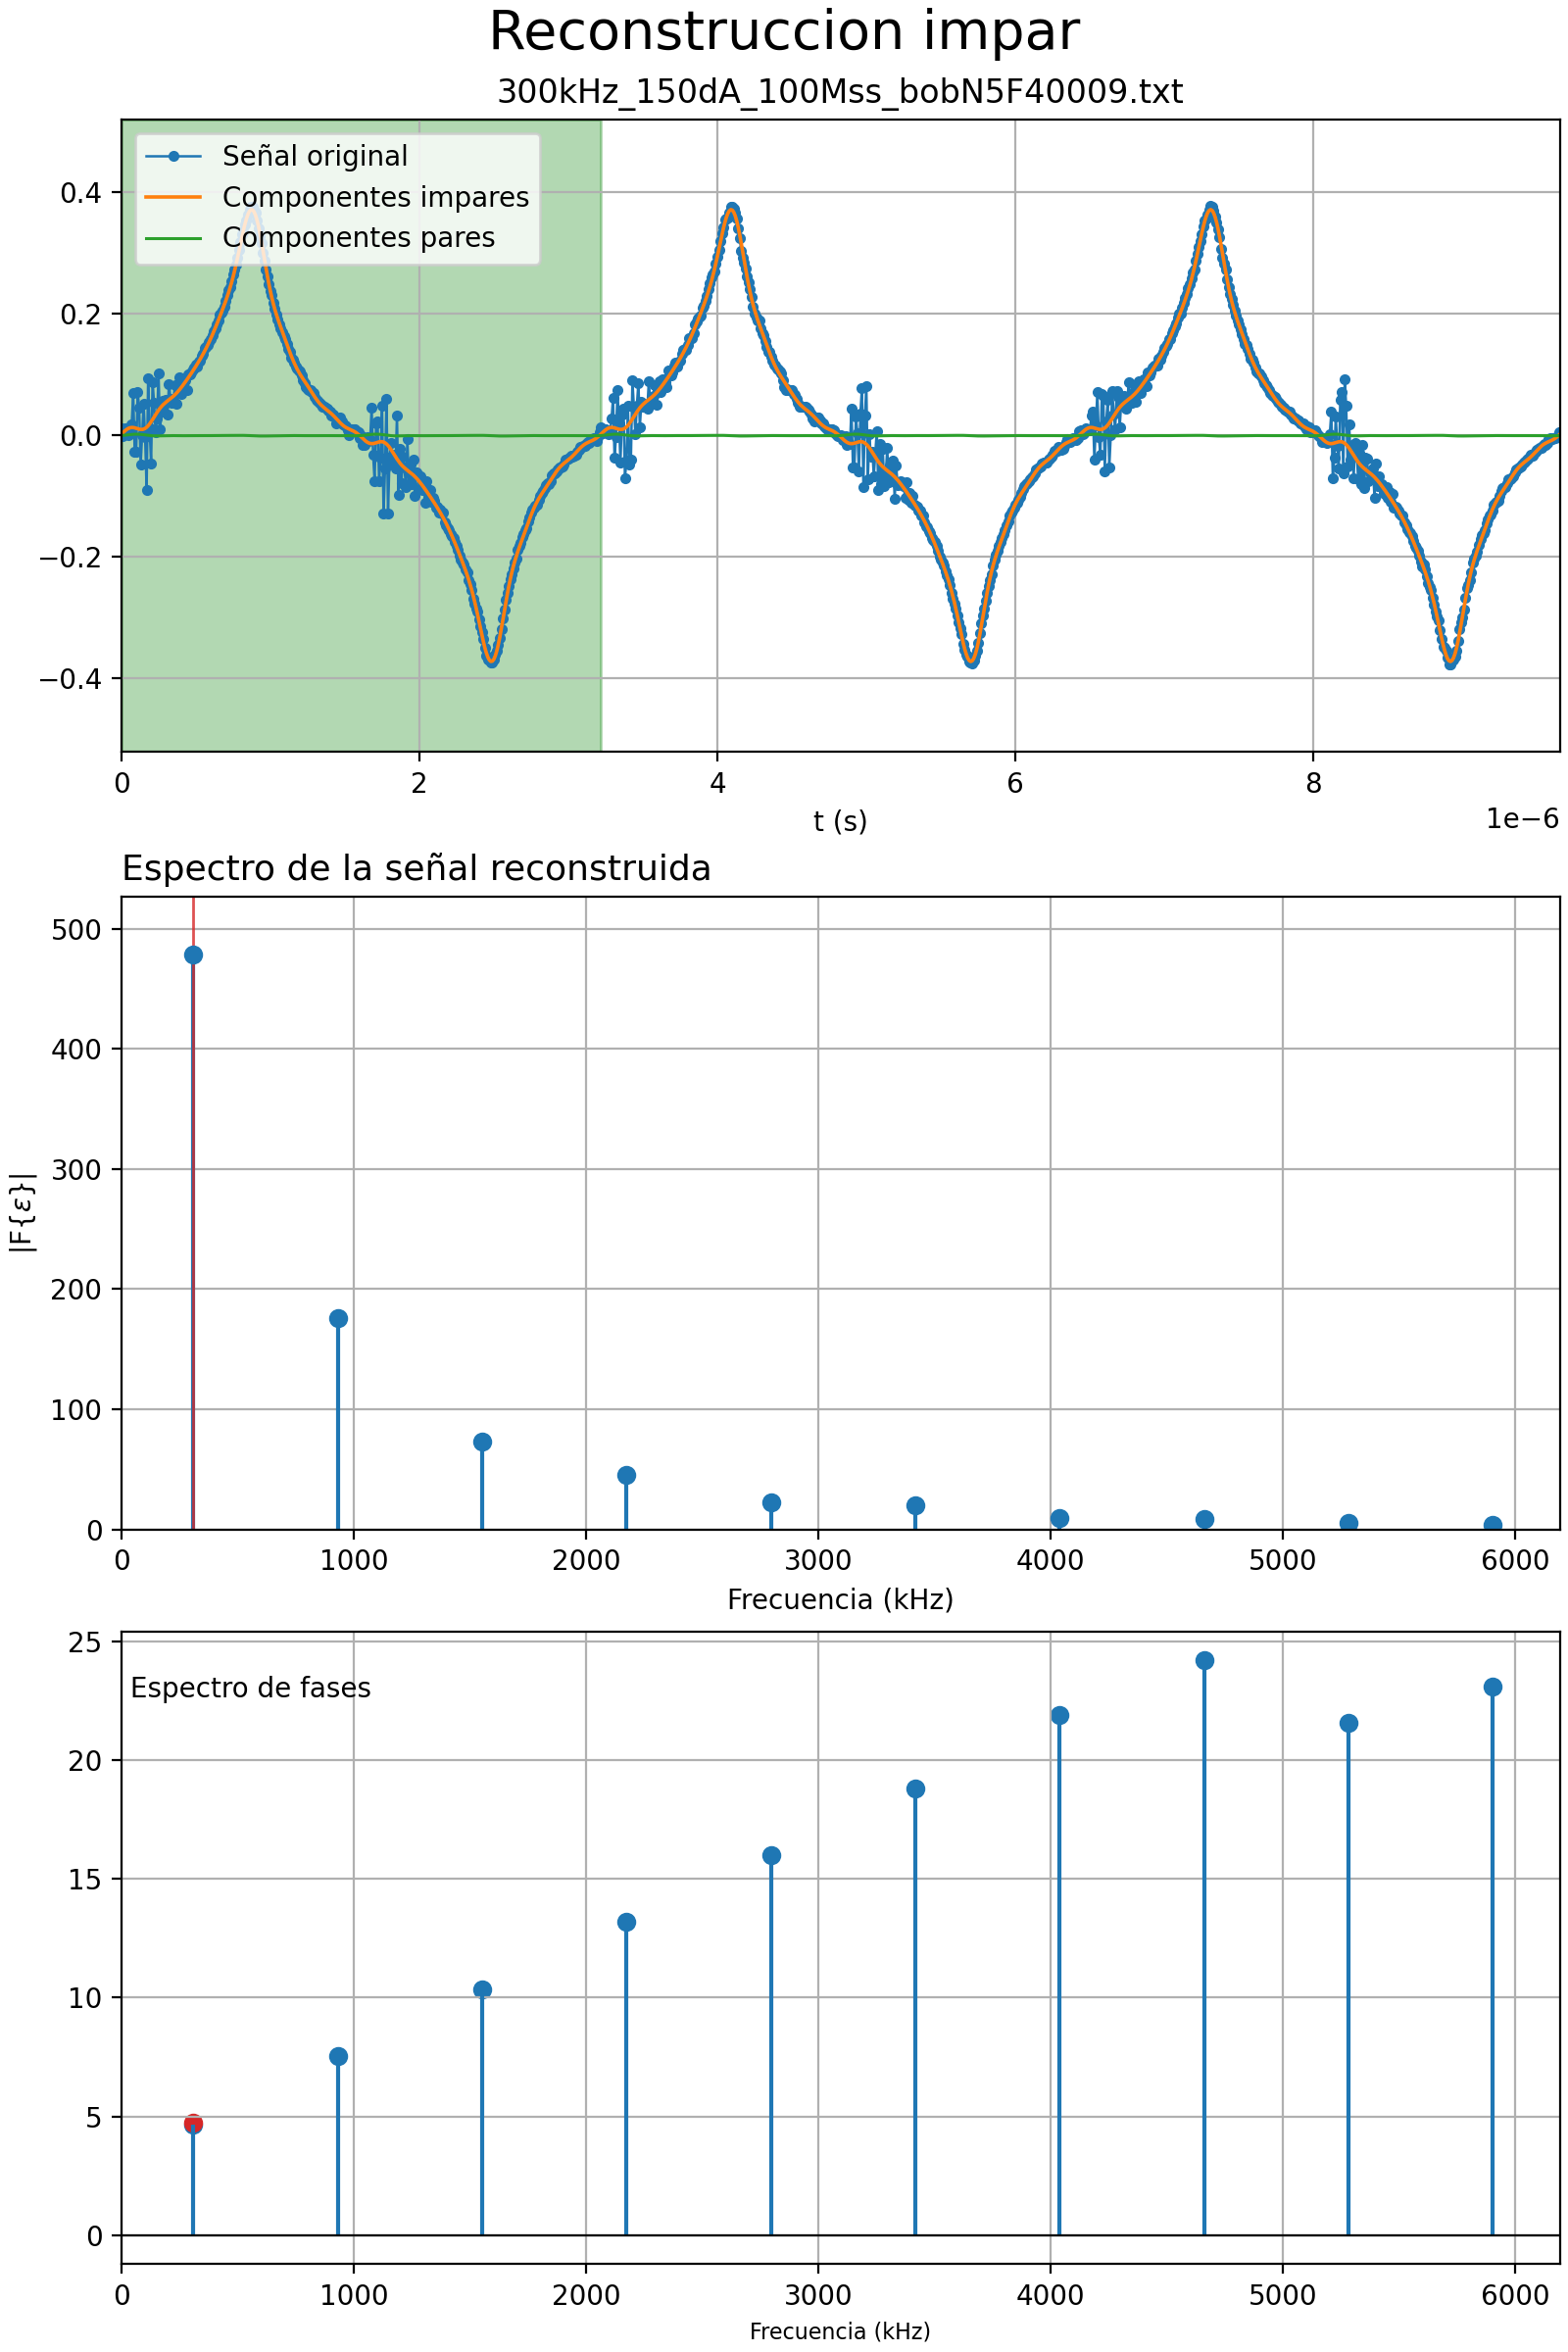 Reconstruccion impar
300kHz_150dA_100Mss_bobN5F40009.txt
Señal original
Componentes impares
Componentes pares
0.4
0.2
0.0
−0.2
−0.4
0 2 4 6 8
t (s)
1e−6
Espectro de la señal reconstruida
500
400
300
200
100
0
|F{ε}|
0 1000 2000 3000 4000 5000 6000
Frecuencia (kHz)
25
Espectro de fases
20
15
10
5
0
0 1000 2000 3000 4000 5000 6000
Frecuencia (kHz)